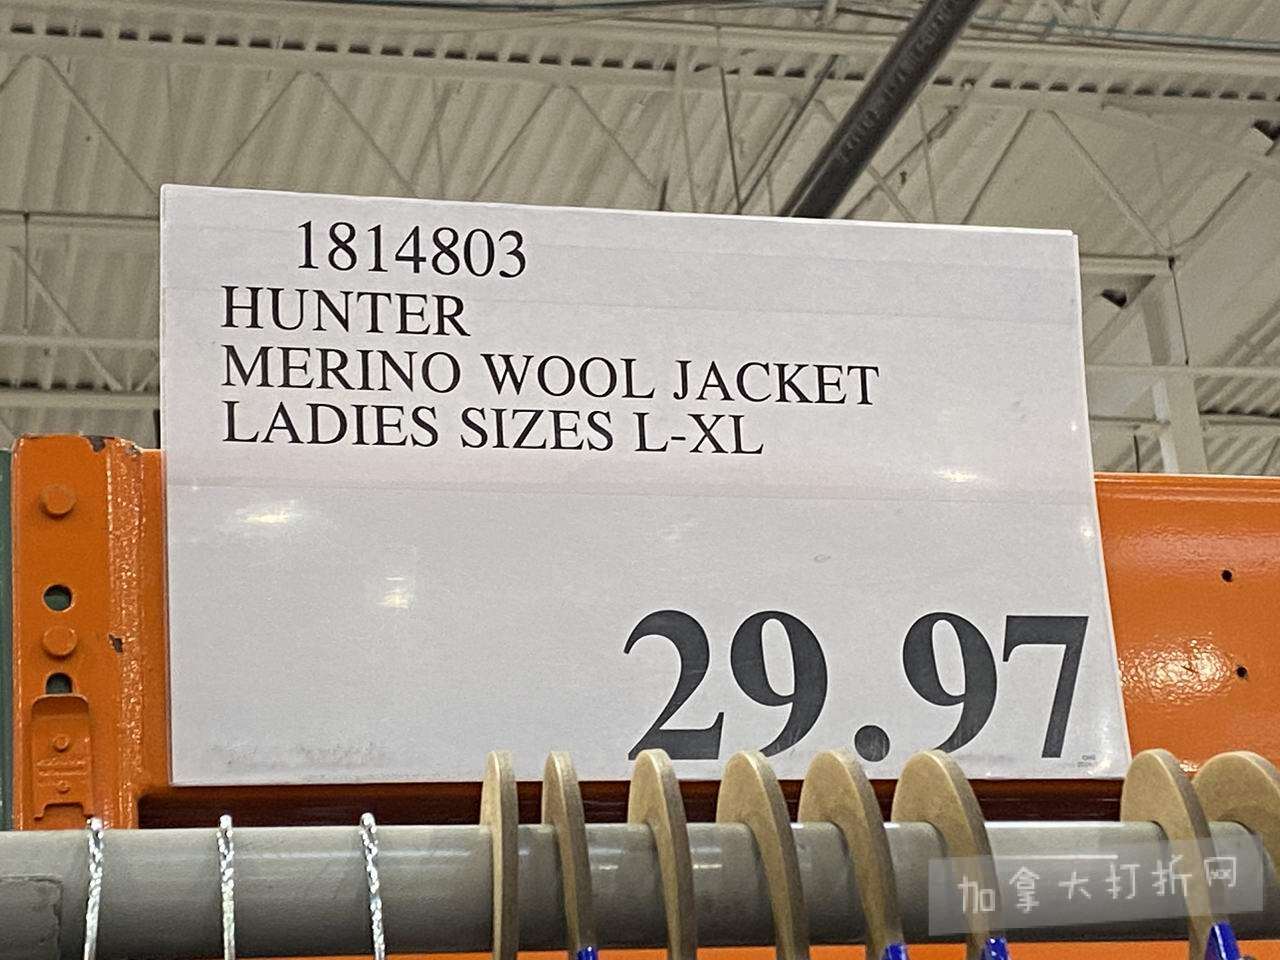 1814803
HUNTER
MERINO WOOL JACKET
LADIES SIZES L-XL
29.97
加拿大打折网